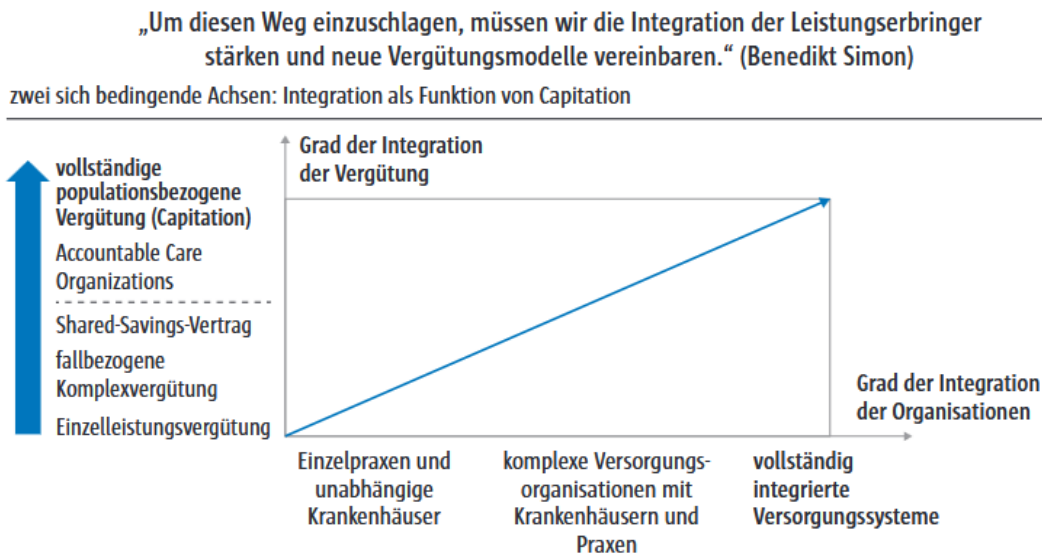 „Um diesen Weg einzuschlagen, müssen wir die Integration der Leistungserbringer
stärken und neue Vergütungsmodelle vereinbaren.“ (Benedikt Simon)
zwei sich bedingende Achsen: Integration als Funktion von Capitation
vollständige
populationsbezogene
Vergütung (Capitation)
Accountable Care
Organizations
Shared-Savings-Vertrag
fallbezogene
Komplexvergütung
Einzelleistungsvergütung
Grad der Integration
der Vergütung
Grad der Integration
der Organisationen
Einzelpraxen und
unabhängige
Krankenhäuser
komplexe Versorgungs-
organisationen mit
Krankenhäusern und
Praxen
vollständig
integrierte
Versorgungssysteme